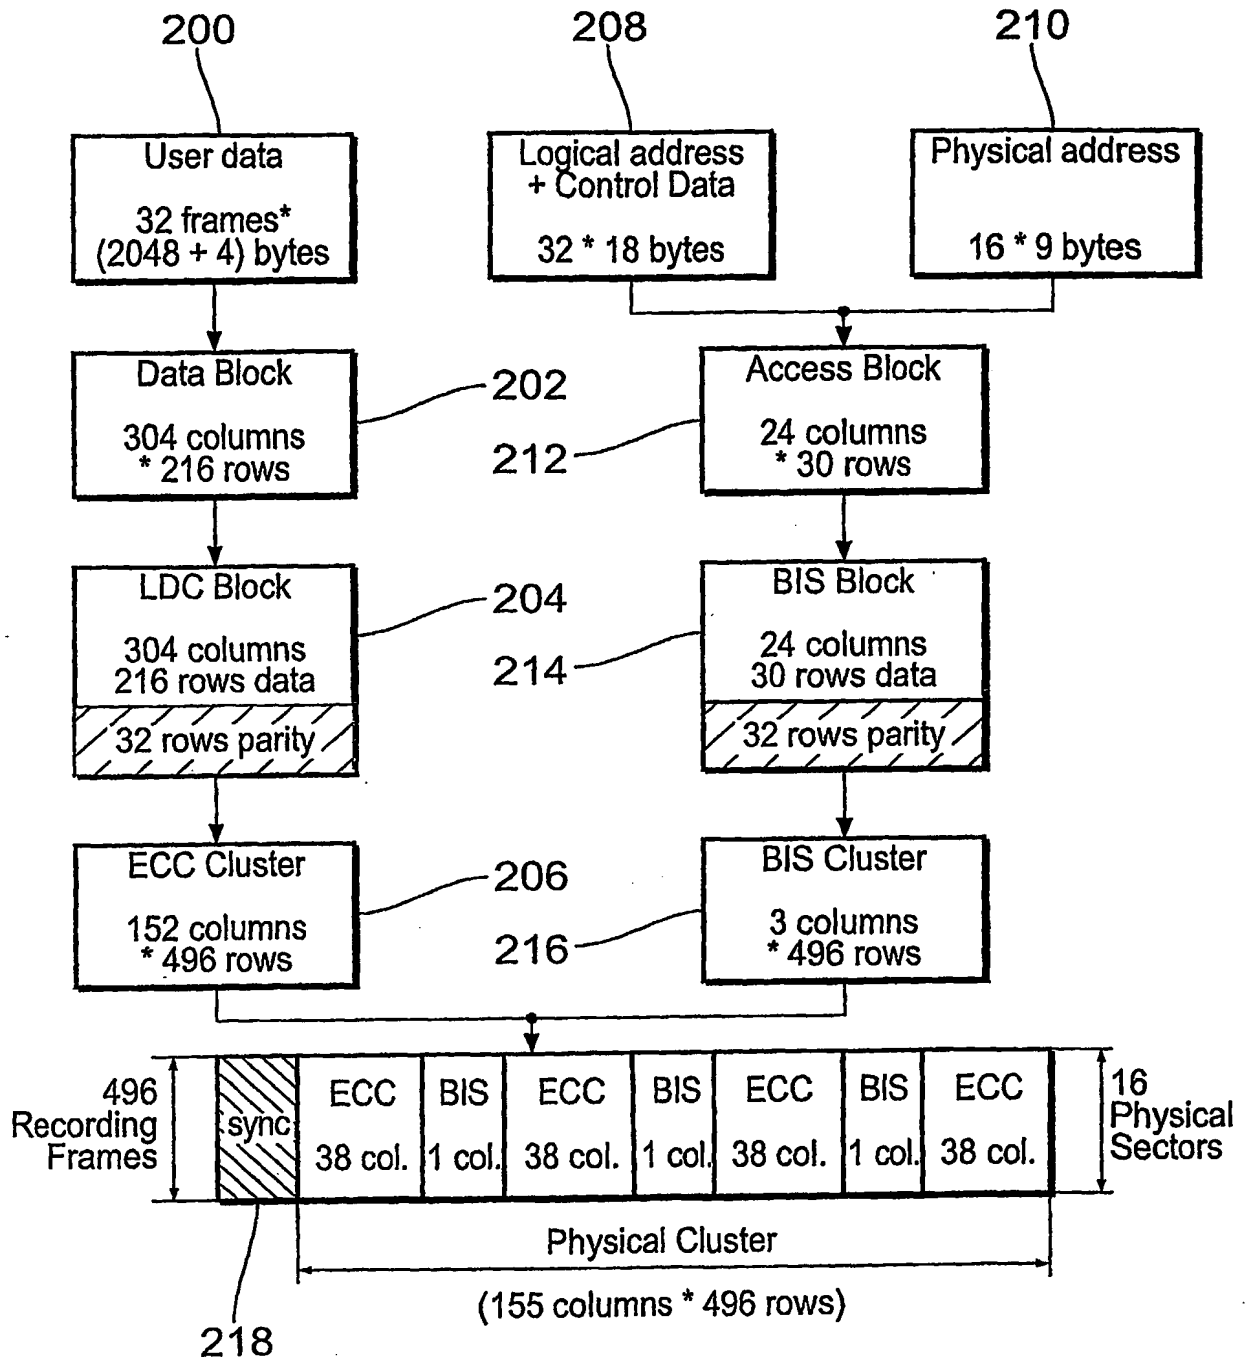 200
208
210
User data
32 frames*
(2048 + 4) bytes
Logical address
+ Control Data
32 * 18 bytes
Physical address
16 * 9 bytes
Data Block
304 columns
* 216 rows
202
212
Access Block
24 columns
* 30 rows
LDC Block
304 columns
216 rows data
32 rows parity
204
214
BIS Block
24 columns
30 rows data
32 rows parity
ECC Cluster
152 columns
* 496 rows
206
216
BIS Cluster
3 columns
* 496 rows
496
Recording
Frames
sync
ECC
38 col.
BIS
1 col.
ECC
38 col.
BIS
1 col.
ECC
38 col.
BIS
1 col.
ECC
38 col.
16
Physical
Sectors
Physical Cluster
(155 columns * 496 rows)
218